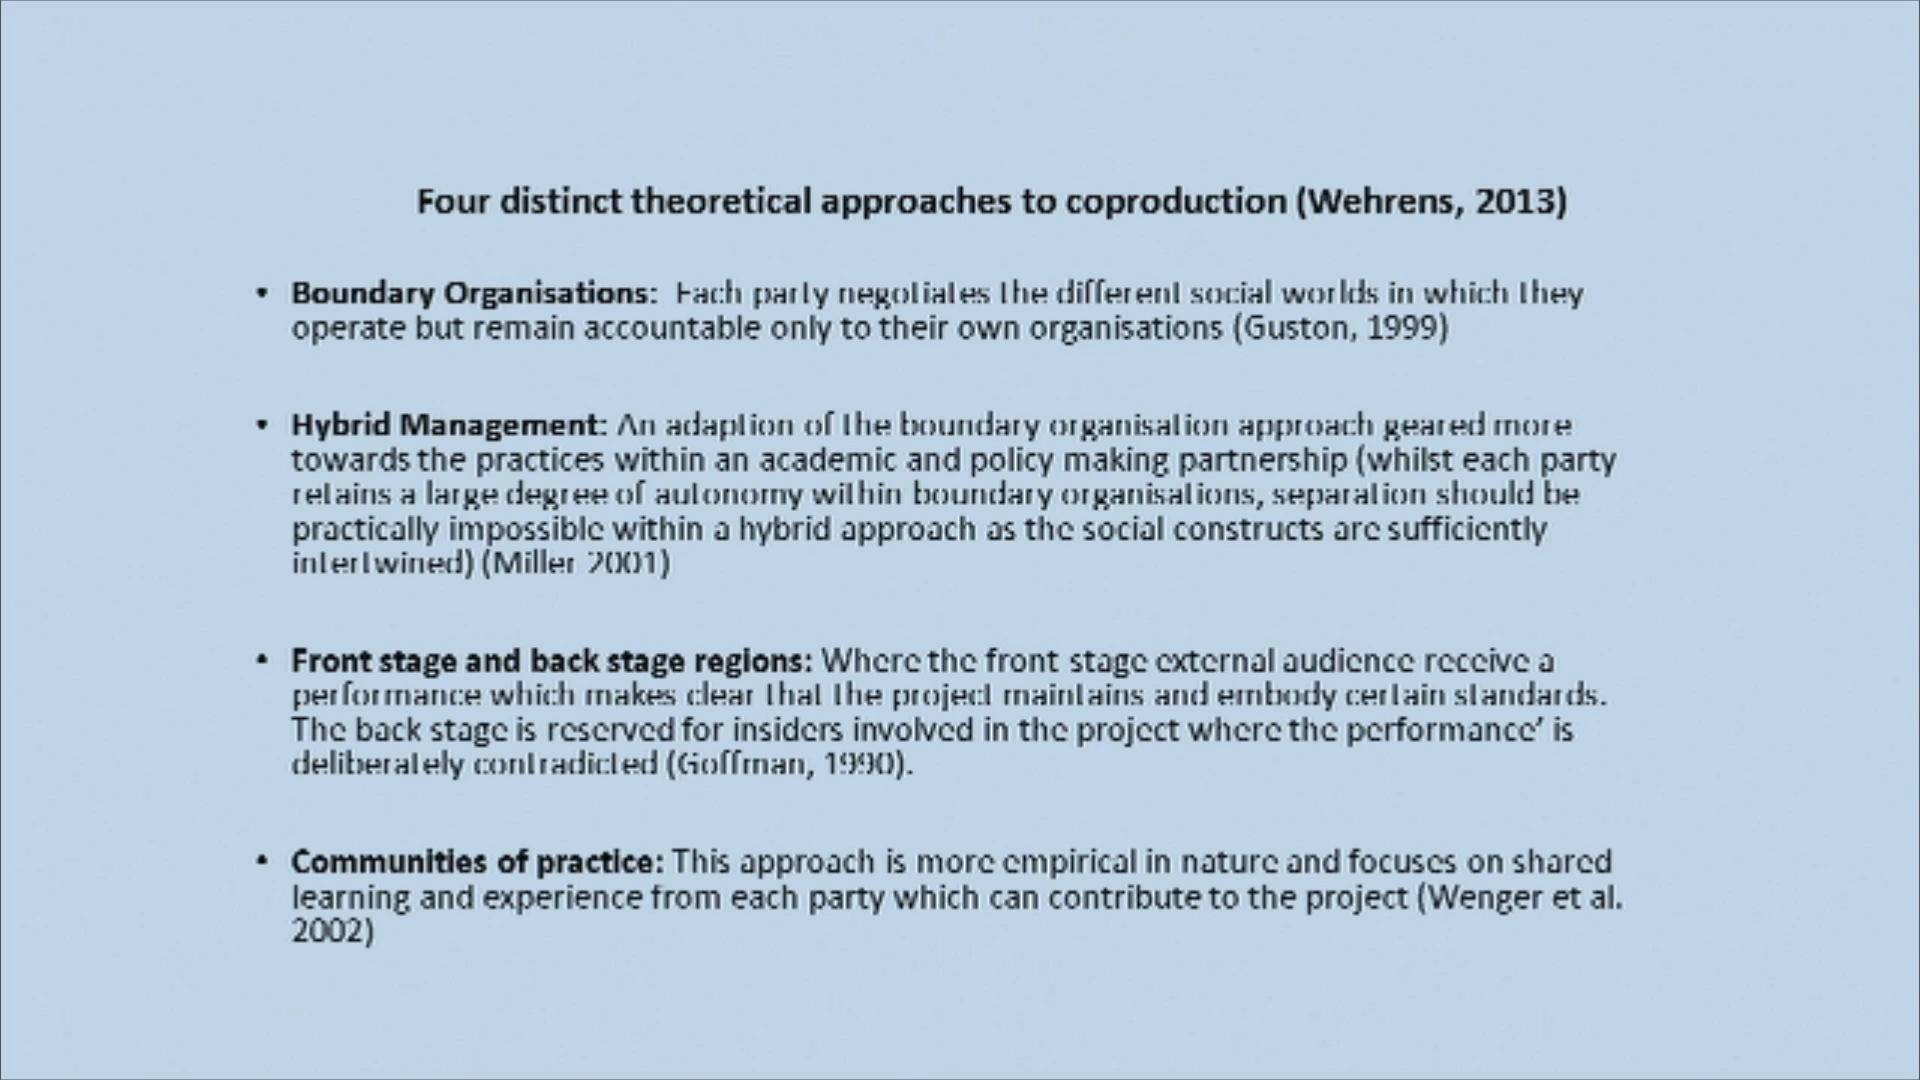 Four distinct theoretical approaches to coproduction (Wehrens, 2013)
• Boundary Organisations: Each party negotiates the different social worlds in which they
operate but remain accountable only to their own organisations (Guston, 1999)
• Hybrid Management: An adaption of the boundary organisation approach geared more
towards the practices within an academic and policy making partnership (whilst each party
retains a large degree of autonomy within boundary organisations, separation should be
practically impossible within a hybrid approach as the social constructs are sufficiently
intertwined) (Miller 2001)
• Front stage and back stage regions: Where the front stage external audience receive a
performance which makes clear that the project maintains and embody certain standards.
The back stage is reserved for insiders involved in the project where the performance’ is
deliberately contradicted (Goffman, 1990).
• Communities of practice: This approach is more empirical in nature and focuses on shared
learning and experience from each party which can contribute to the project (Wenger et al.
2002)